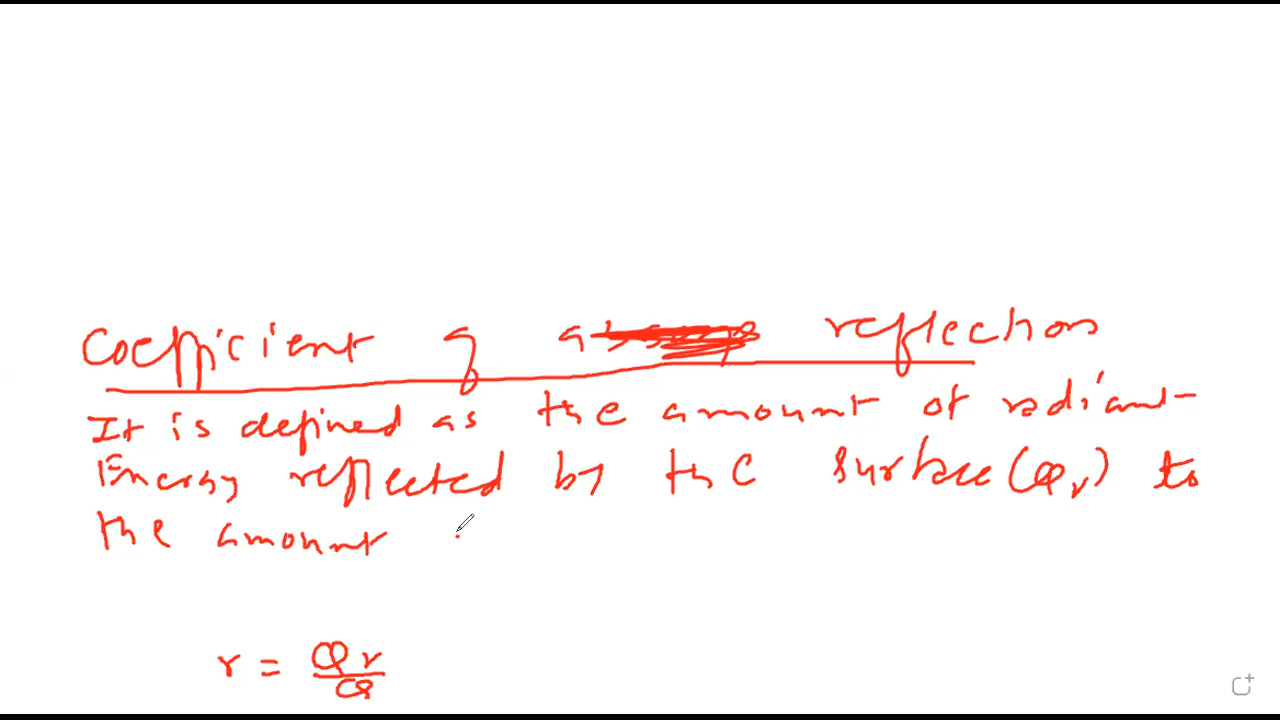 Coefficient of reflection
It is defined as the amount of radiant
Energy reflected by the surface (Qr) to
the amount
r = Qr / Q